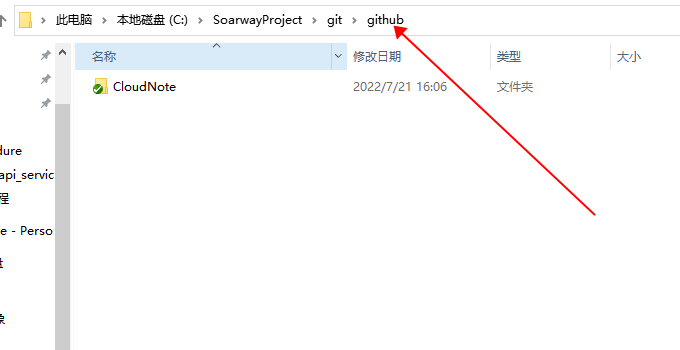 此电脑 > 本地磁盘 (C:) > SoarwayProject > git > github
名称 修改日期 类型 大小
CloudNote 2022/7/21 16:06 文件夹
dure
api_servic
程
e - Perso
象